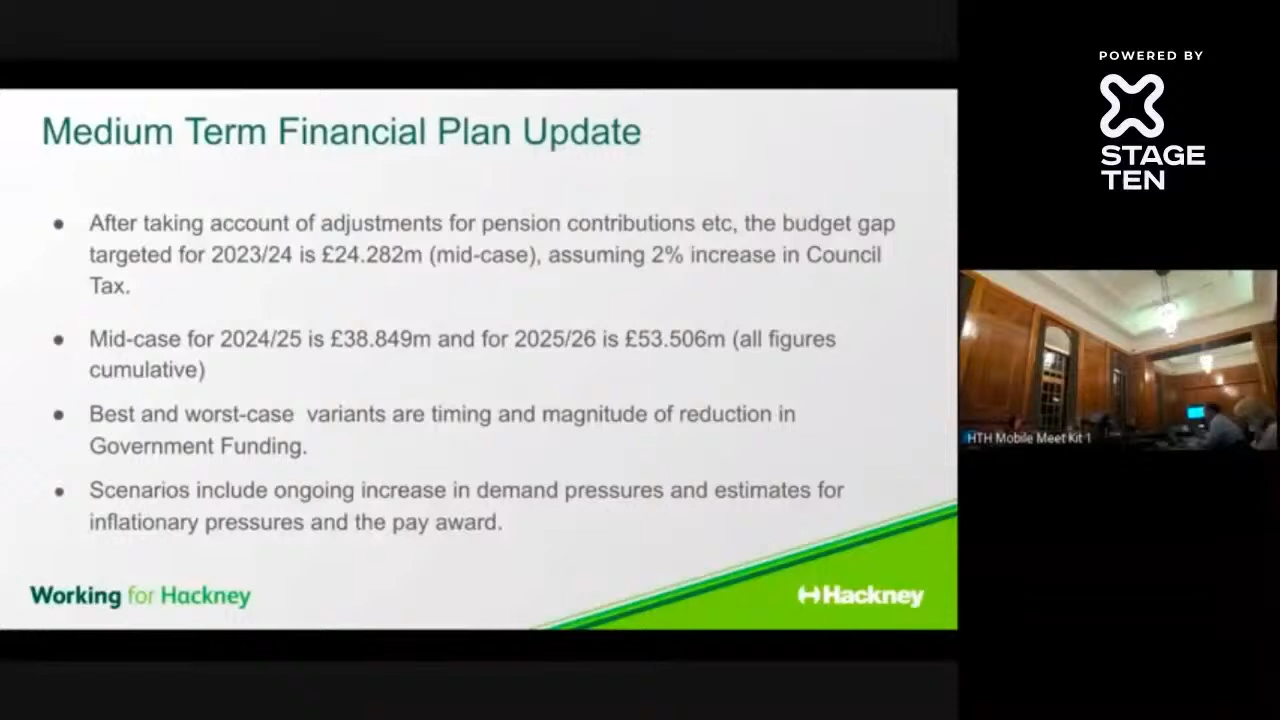 Medium Term Financial Plan Update
● After taking account of adjustments for pension contributions etc, the budget gap
targeted for 2023/24 is £24.282m (mid-case), assuming 2% increase in Council
Tax.
● Mid-case for 2024/25 is £38.849m and for 2025/26 is £53.506m (all figures
cumulative)
● Best and worst-case variants are timing and magnitude of reduction in
Government Funding.
● Scenarios include ongoing increase in demand pressures and estimates for
inflationary pressures and the pay award.
Working for Hackney
Hackney
POWERED BY
STAGE
TEN
HTH Mobile Meet Kit 1